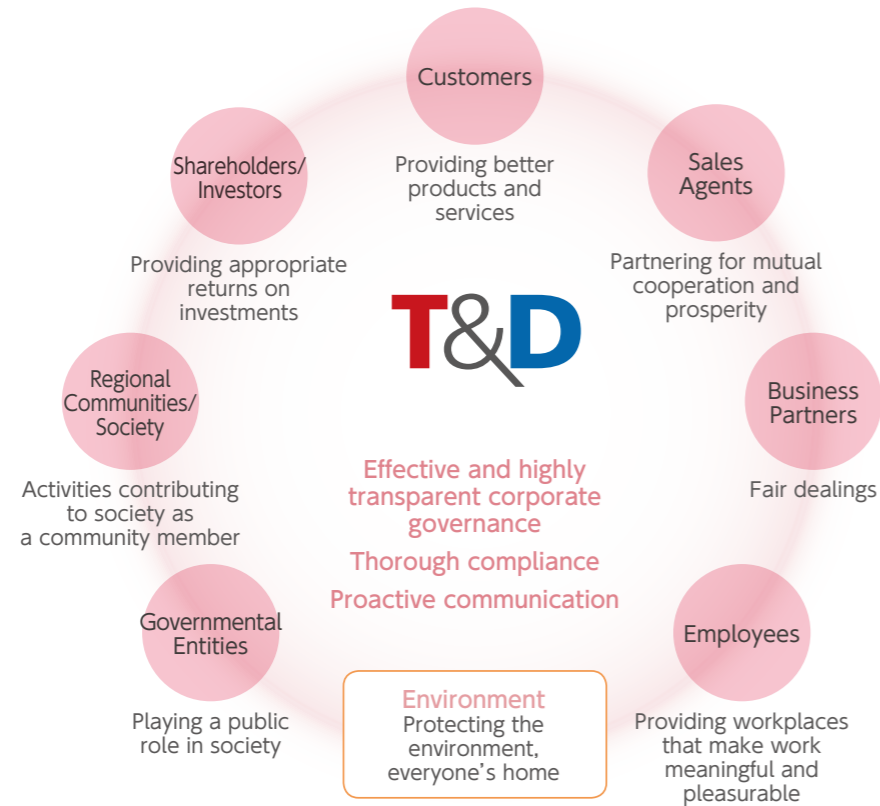 Customers
Providing better
products and
services
Shareholders/
Investors
Providing appropriate
returns on
investments
Sales
Agents
Partnering for mutual
cooperation and
prosperity
T&D
Regional
Communities/
Society
Activities contributing
to society as
a community member
Business
Partners
Fair dealings
Effective and highly
transparent corporate
governance
Thorough compliance
Proactive communication
Governmental
Entities
Playing a public
role in society
Employees
Providing workplaces
that make work
meaningful and
pleasurable
Environment
Protecting the
environment,
everyone’s home